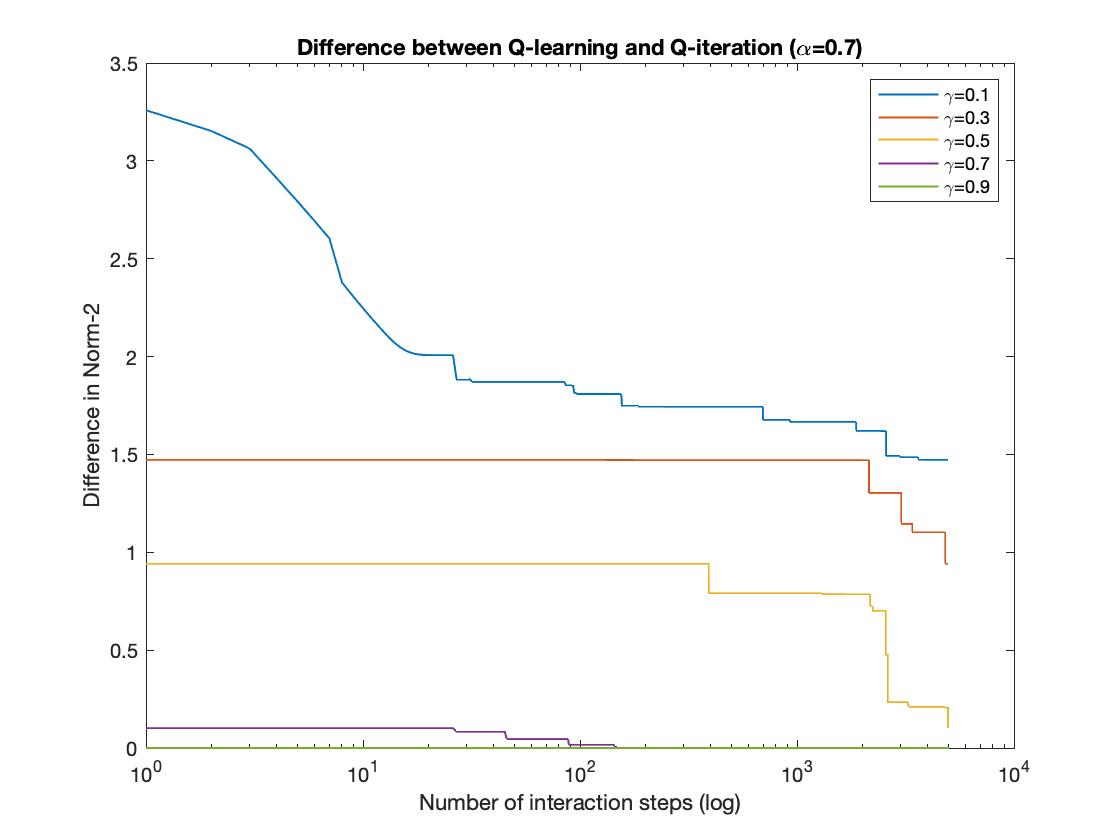 Difference between Q-learning and Q-iteration (α=0.7)
3.5
3
2.5
2
1.5
1
0.5
0
Difference in Norm-2
γ=0.1
γ=0.3
γ=0.5
γ=0.7
γ=0.9
10⁰
10¹
10²
10³
10⁴
Number of interaction steps (log)